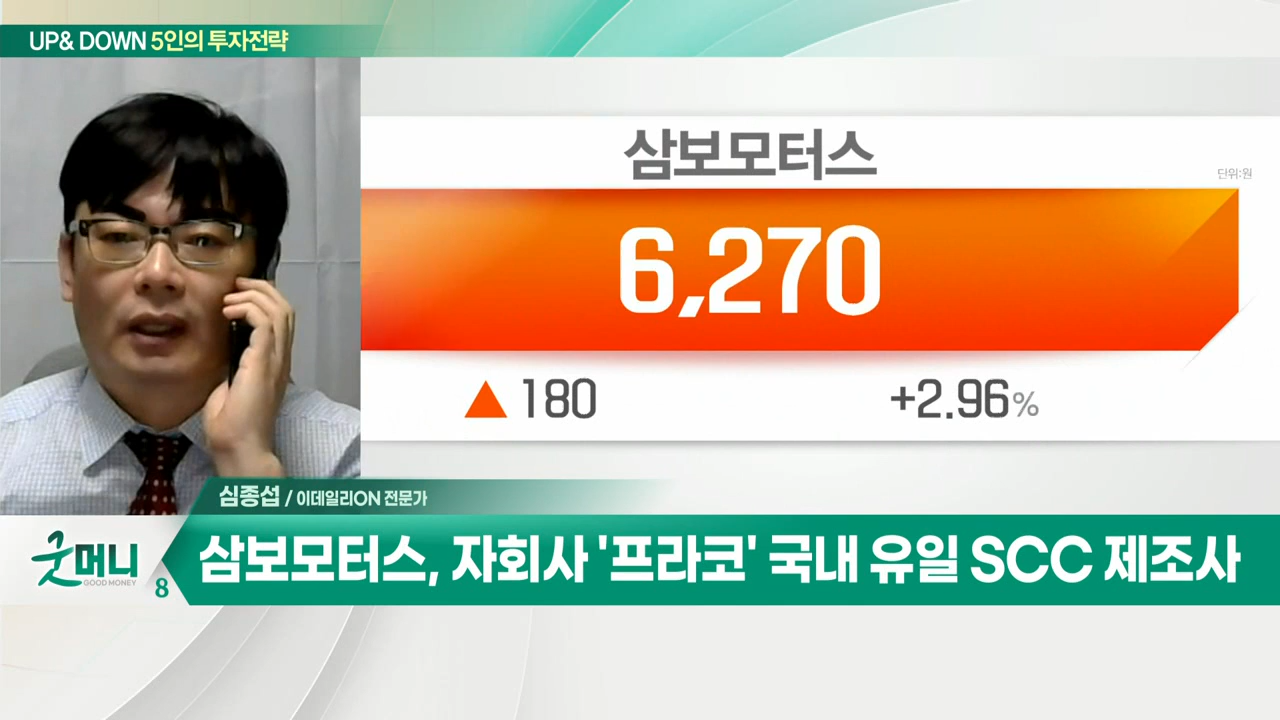 UP& DOWN 5인의 투자전략
삼보모터스
단위:원
6,270
▲ 180 +2.96%
심종섭 / 이데일리ON 전문가
굿머니
GOOD MONEY
8
삼보모터스, 자회사 '프라코' 국내 유일 SCC 제조사